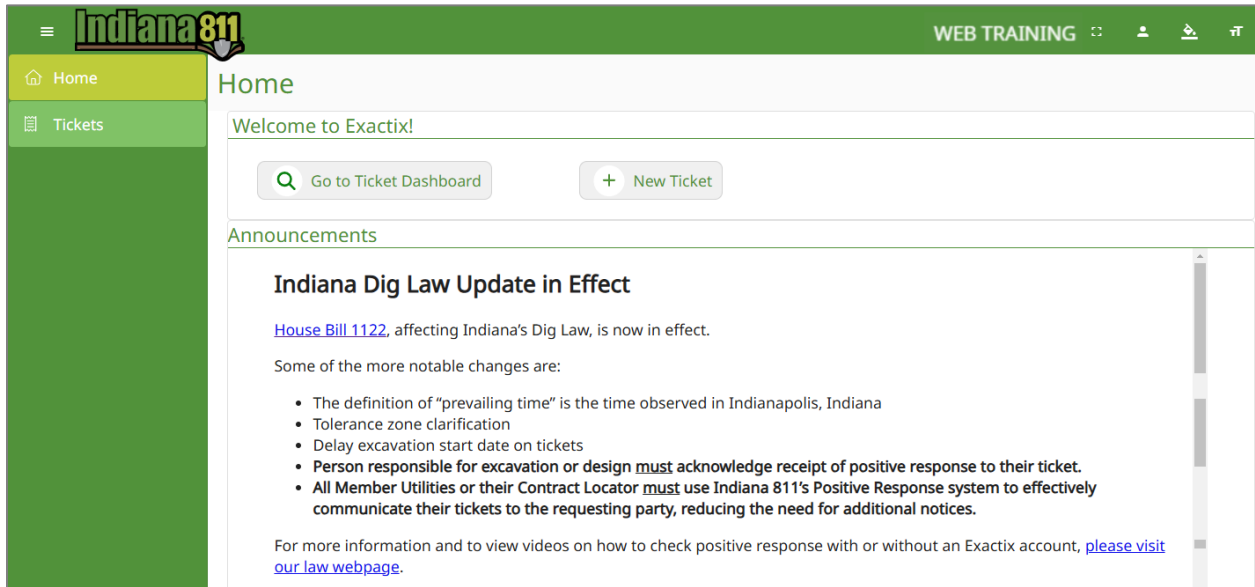 Indiana 811
WEB TRAINING
Home
Tickets
Home
Welcome to Exactix!
Go to Ticket Dashboard
New Ticket
Announcements
Indiana Dig Law Update in Effect
House Bill 1122, affecting Indiana's Dig Law, is now in effect.
Some of the more notable changes are:
• The definition of “prevailing time” is the time observed in Indianapolis, Indiana
• Tolerance zone clarification
• Delay excavation start date on tickets
• Person responsible for excavation or design must acknowledge receipt of positive response to their ticket.
• All Member Utilities or their Contract Locator must use Indiana 811’s Positive Response system to effectively
communicate their tickets to the requesting party, reducing the need for additional notices.
For more information and to view videos on how to check positive response with or without an Exactix account, please visit
our law webpage.